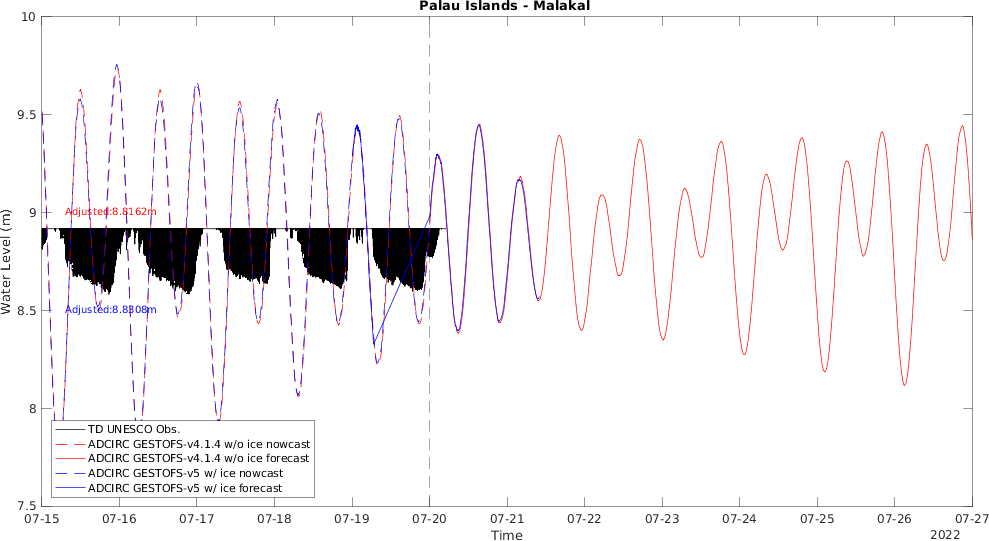 Palau Islands - Malakal
Water Level (m)
10
9.5
9
8.5
8
7.5
Adjusted:8.8162m
Adjusted:8.8308m
TD UNESCO Obs.
ADCIRC GESTOFS-v4.1.4 w/o ice nowcast
ADCIRC GESTOFS-v4.1.4 w/o ice forecast
ADCIRC GESTOFS-v5 w/ ice nowcast
ADCIRC GESTOFS-v5 w/ ice forecast
07-15 07-16 07-17 07-18 07-19 07-20 07-21 07-22 07-23 07-24 07-25 07-26 07-27
Time
2022